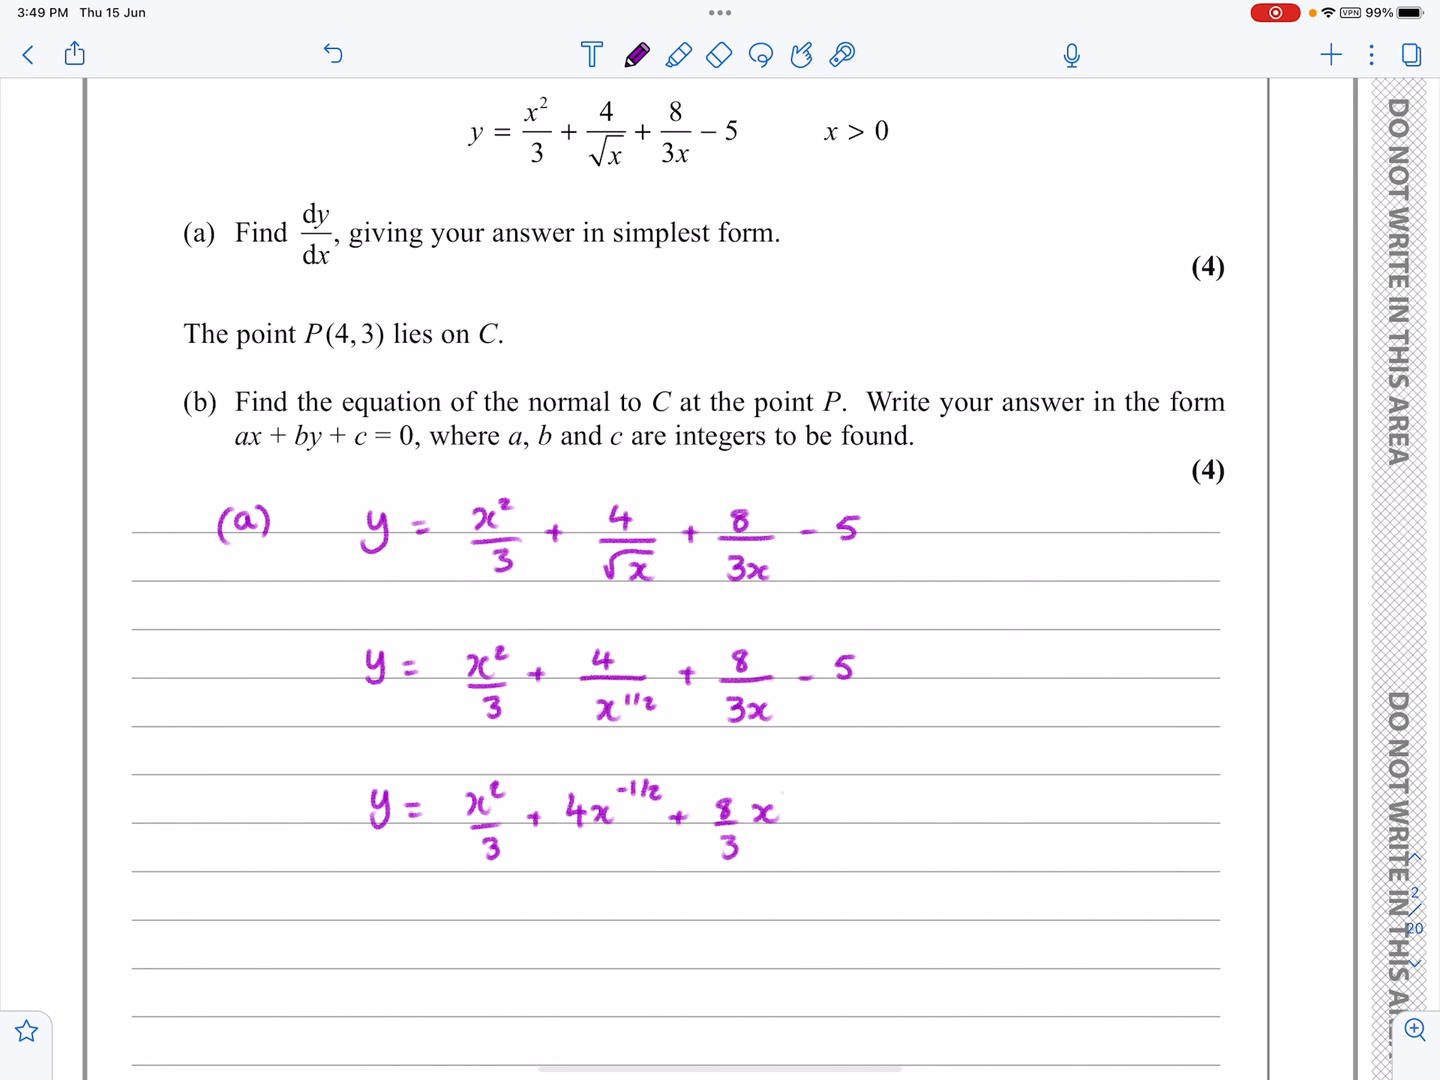 3:49 PM Thu 15 Jun
VPN 99%
y = x²/3 + 4/√x + 8/3x − 5 x > 0
(a) Find dy/dx, giving your answer in simplest form.
(4)
The point P(4, 3) lies on C.
(b) Find the equation of the normal to C at the point P. Write your answer in the form
ax + by + c = 0, where a, b and c are integers to be found.
(4)
(a) y = x²/3 + 4/√x + 8/3x - 5
y = x²/3 + 4/x^1/2 + 8/3x - 5
y = x²/3 + 4x^-1/2 + 8/3 x
DO NOT WRITE IN THIS AREA
DO NOT WRITE IN THIS A
2/20